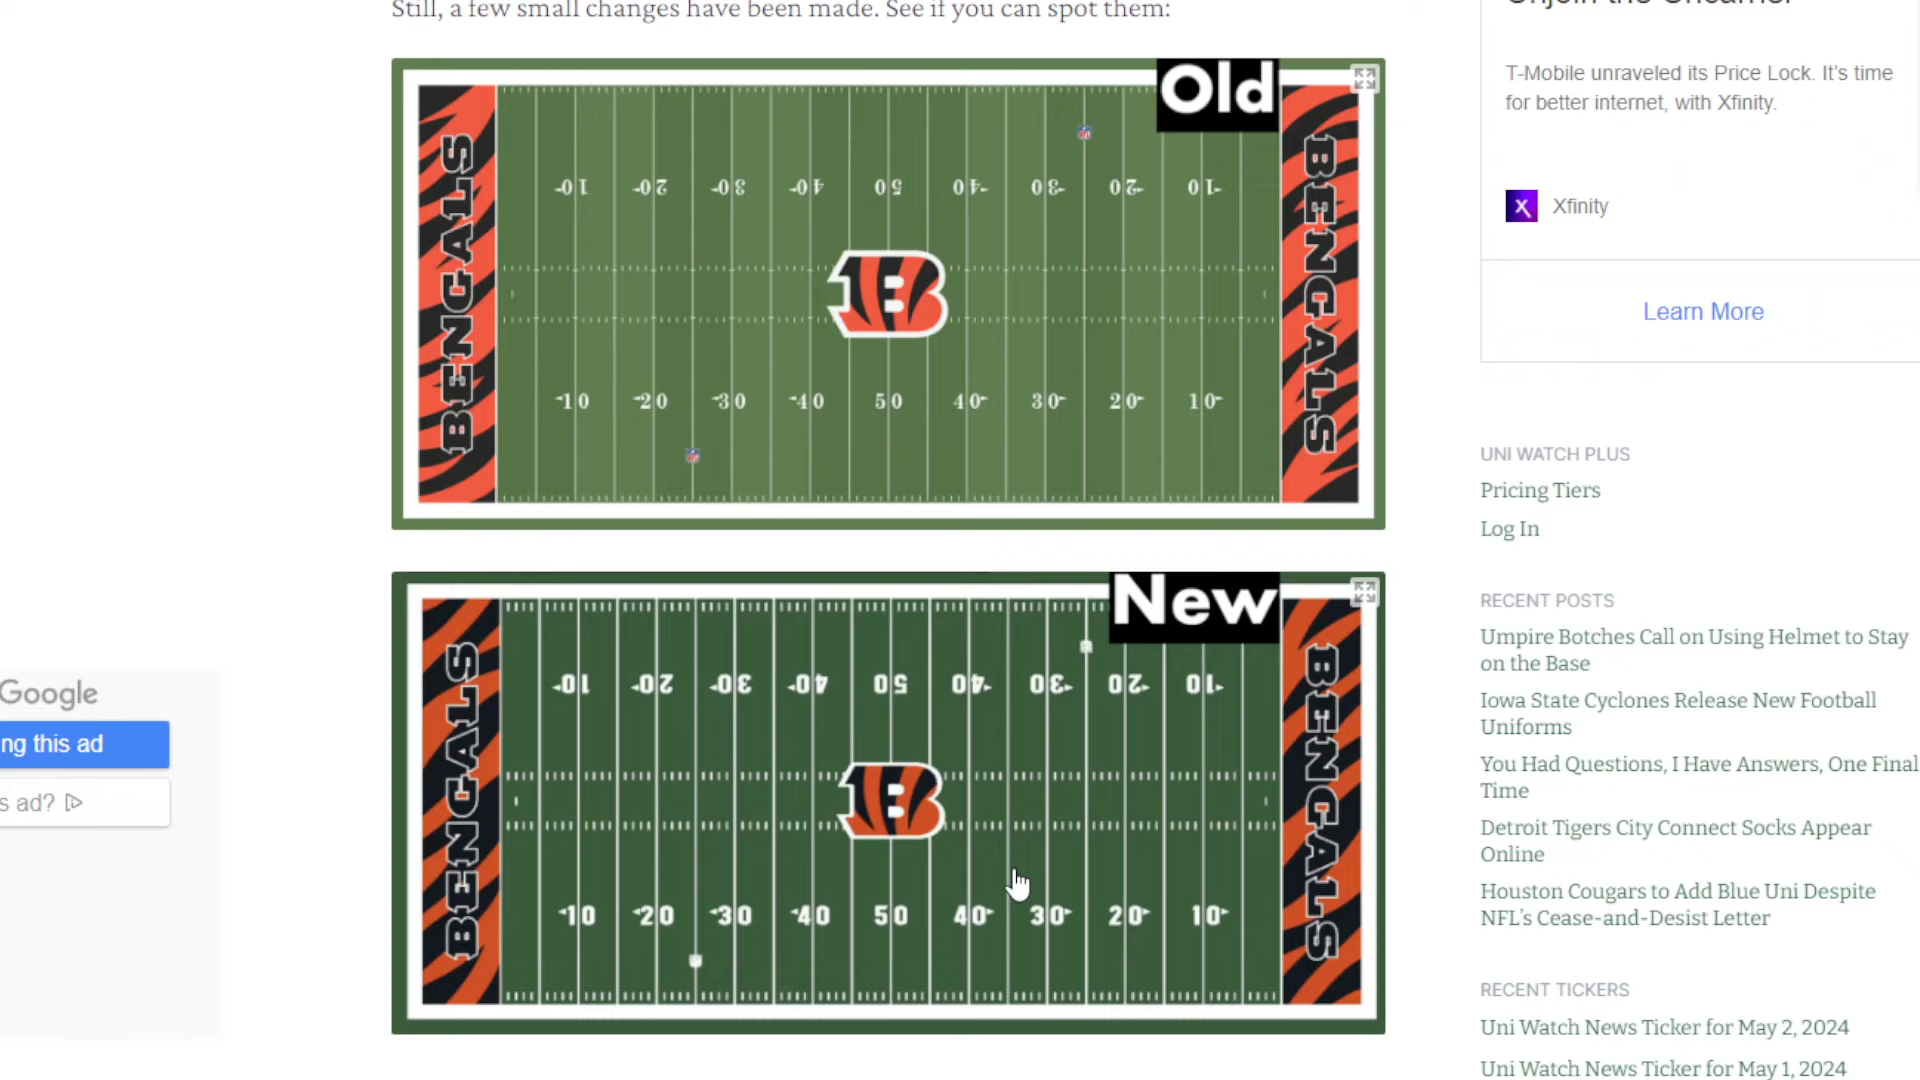 Still, a few small changes have been made. See if you can spot them:
Old
BENGALS
BENGALS
10 20 30 40 50 40 30 20 10
B
10 20 30 40 50 40 30 20 10
New
BENGALS
BENGALS
10 20 30 40 50 40 30 20 10
B
10 20 30 40 50 40 30 20 10
Google
ng this ad
s ad?
T-Mobile unraveled its Price Lock. It's time
for better internet, with Xfinity.
X Xfinity
Learn More
UNI WATCH PLUS
Pricing Tiers
Log In
RECENT POSTS
Umpire Botches Call on Using Helmet to Stay
on the Base
Iowa State Cyclones Release New Football
Uniforms
You Had Questions, I Have Answers, One Final
Time
Detroit Tigers City Connect Socks Appear
Online
Houston Cougars to Add Blue Uni Despite
NFL's Cease-and-Desist Letter
RECENT TICKERS
Uni Watch News Ticker for May 2, 2024
Uni Watch News Ticker for May 1, 2024